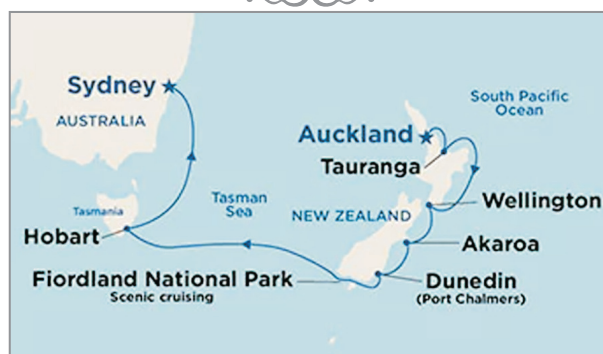 Sydney
AUSTRALIA
South Pacific
Ocean
Auckland
Tauranga
Tasmania
Tasman
Sea
NEW ZEALAND
Wellington
Hobart
Akaroa
Fiordland National Park
Scenic cruising
Dunedin
(Port Chalmers)